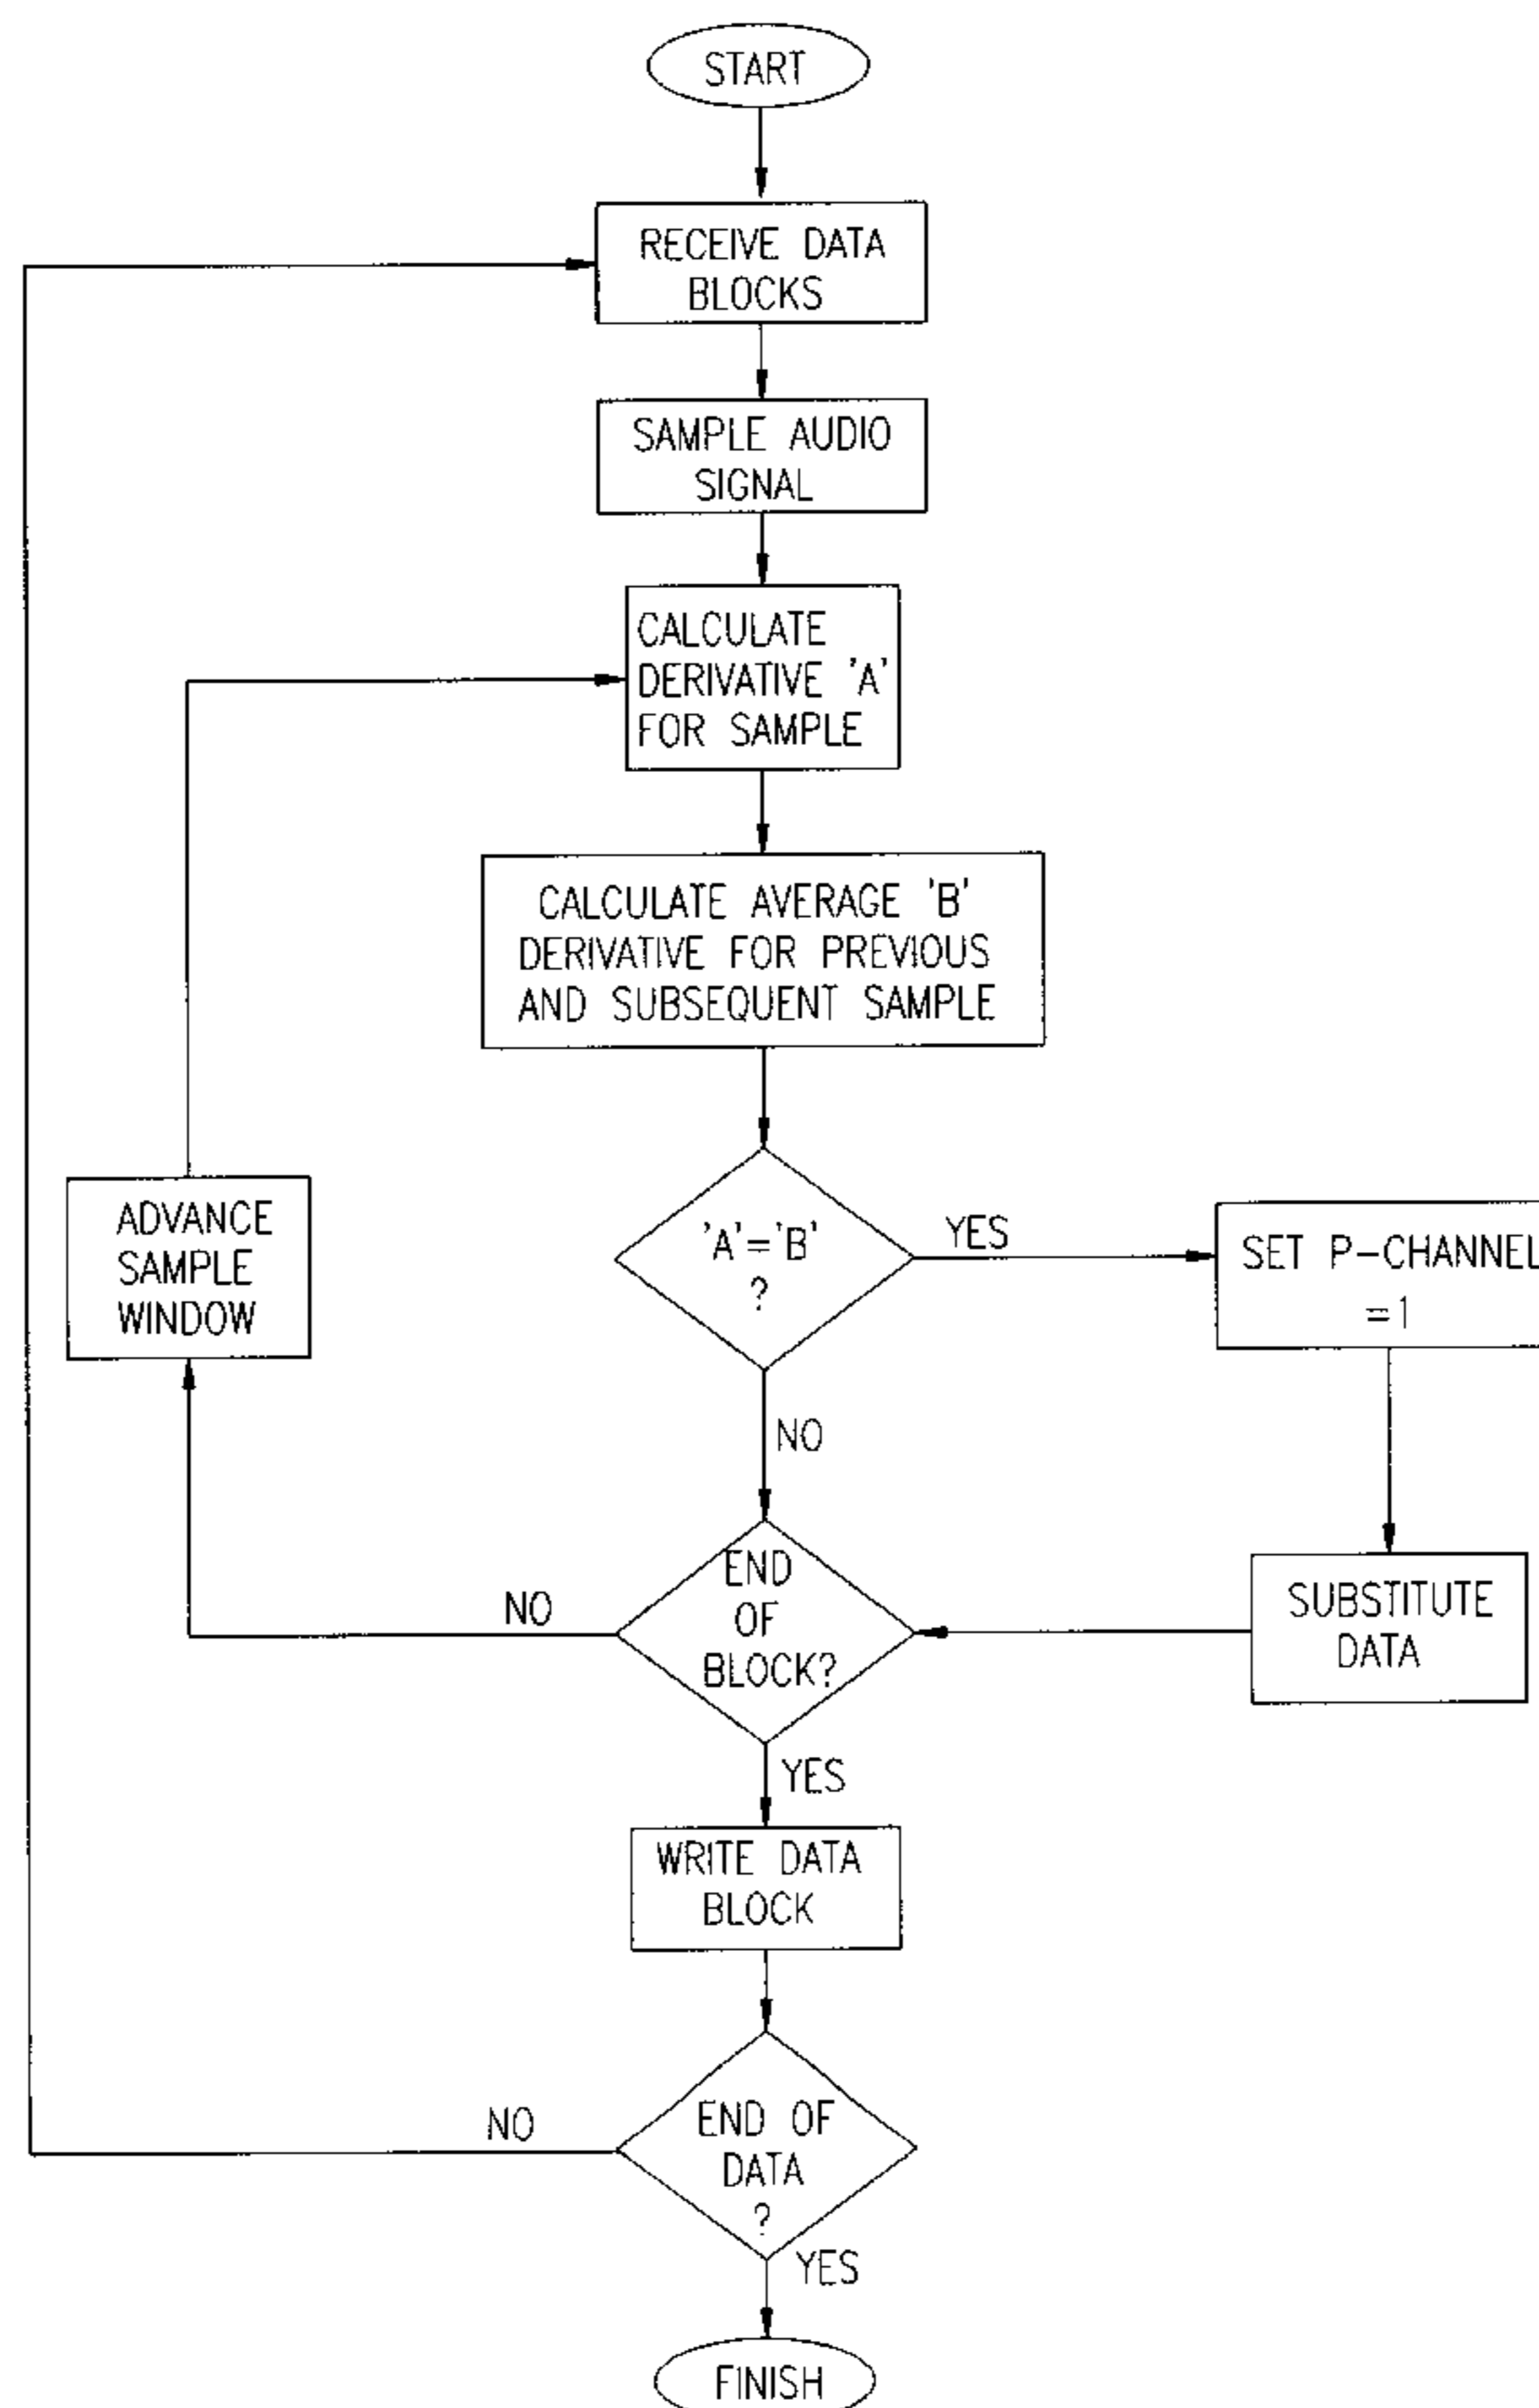 START
RECEIVE DATA
BLOCKS
SAMPLE AUDIO
SIGNAL
CALCULATE
DERIVATIVE 'A'
FOR SAMPLE
CALCULATE AVERAGE 'B'
DERIVATIVE FOR PREVIOUS
AND SUBSEQUENT SAMPLE
ADVANCE
SAMPLE
WINDOW
'A'='B'
?
YES
SET P-CHANNEL
=1
NO
END
OF
BLOCK?
NO
SUBSTITUTE
DATA
YES
WRITE DATA
BLOCK
END OF
DATA
?
NO
YES
FINISH